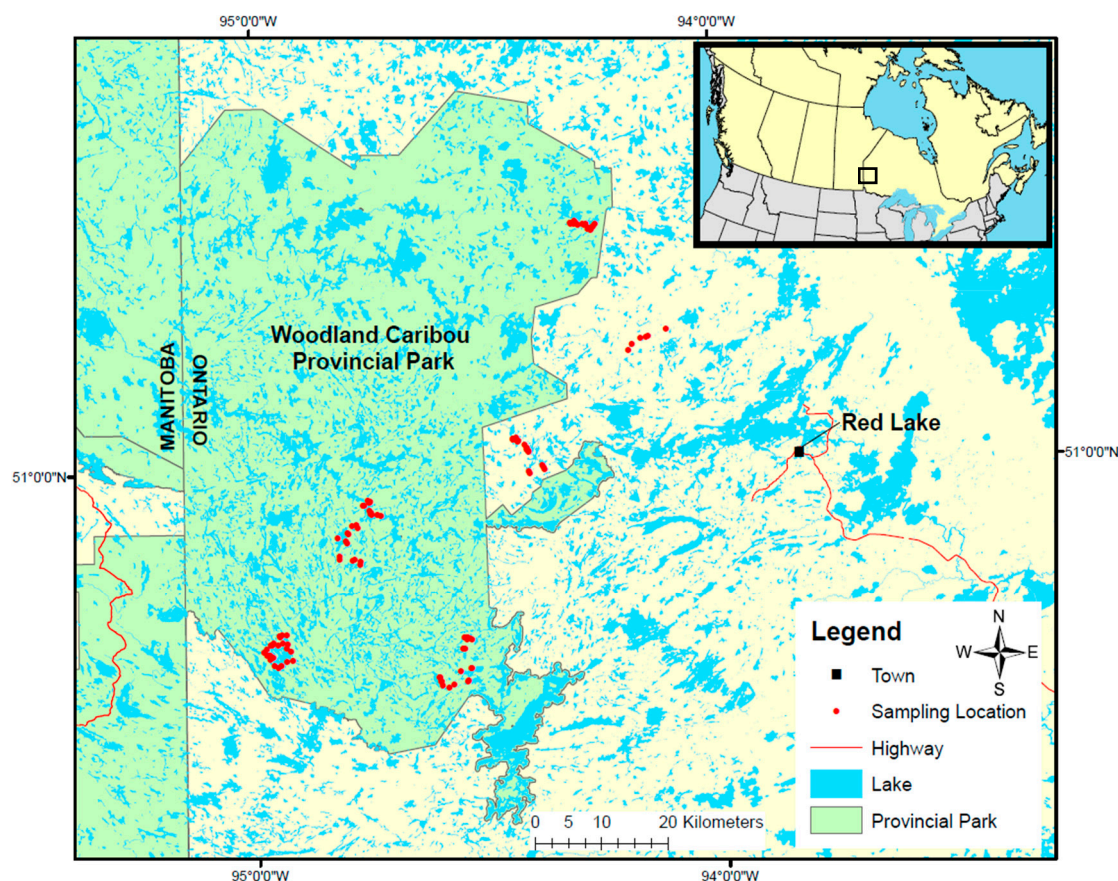 95°0'0"W
94°0'0"W
Woodland Caribou
Provincial Park
MANITOBA
ONTARIO
Red Lake
51°0'0"N
51°0'0"N
Legend
N
W
E
S
Town
Sampling Location
Highway
Lake
Provincial Park
0 5 10 20 Kilometers
95°0'0"W
94°0'0"W